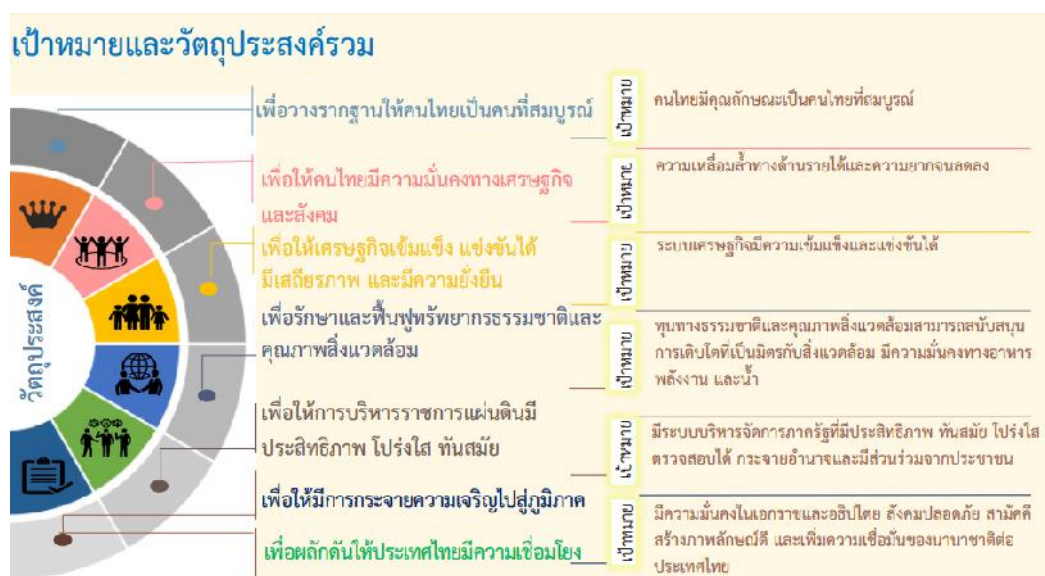 เป้าหมายและวัตถุประสงค์รวม
วัตถุประสงค์
เพื่อวางรากฐานให้คนไทยเป็นคนที่สมบูรณ์
เป้าหมาย
คนไทยมีคุณลักษณะเป็นคนไทยที่สมบูรณ์
เพื่อให้คนไทยมีความมั่นคงทางเศรษฐกิจ
และสังคม
เป้าหมาย
ความเหลื่อมล้ำทางด้านรายได้และความยากจนลดลง
เพื่อให้เศรษฐกิจเข้มแข็ง แข่งขันได้
มีเสถียรภาพ และมีความยั่งยืน
เป้าหมาย
ระบบเศรษฐกิจมีความเข้มแข็งและแข่งขันได้
เพื่อรักษาและฟื้นฟูทรัพยากรธรรมชาติและ
คุณภาพสิ่งแวดล้อม
เป้าหมาย
ทุนทางธรรมชาติและคุณภาพสิ่งแวดล้อมสามารถสนับสนุน
การเติบโตที่เป็นมิตรกับสิ่งแวดล้อม มีความมั่นคงทางอาหาร
พลังงาน และน้ำ
เพื่อให้การบริหารราชการแผ่นดินมี
ประสิทธิภาพ โปร่งใส ทันสมัย
เป้าหมาย
มีระบบบริหารจัดการภาครัฐที่มีประสิทธิภาพ ทันสมัย โปร่งใส
ตรวจสอบได้ กระจายอำนาจและมีส่วนร่วมจากประชาชน
เพื่อให้มีการกระจายความเจริญไปสู่ภูมิภาค
เพื่อผลักดันให้ประเทศไทยมีความเชื่อมโยง
เป้าหมาย
มีความมั่นคงในเอกราชและอธิปไตย สังคมปลอดภัย สามัคคี
สร้างภาพลักษณ์ดี และเพิ่มความเชื่อมั่นของนานาชาติต่อ
ประเทศไทย